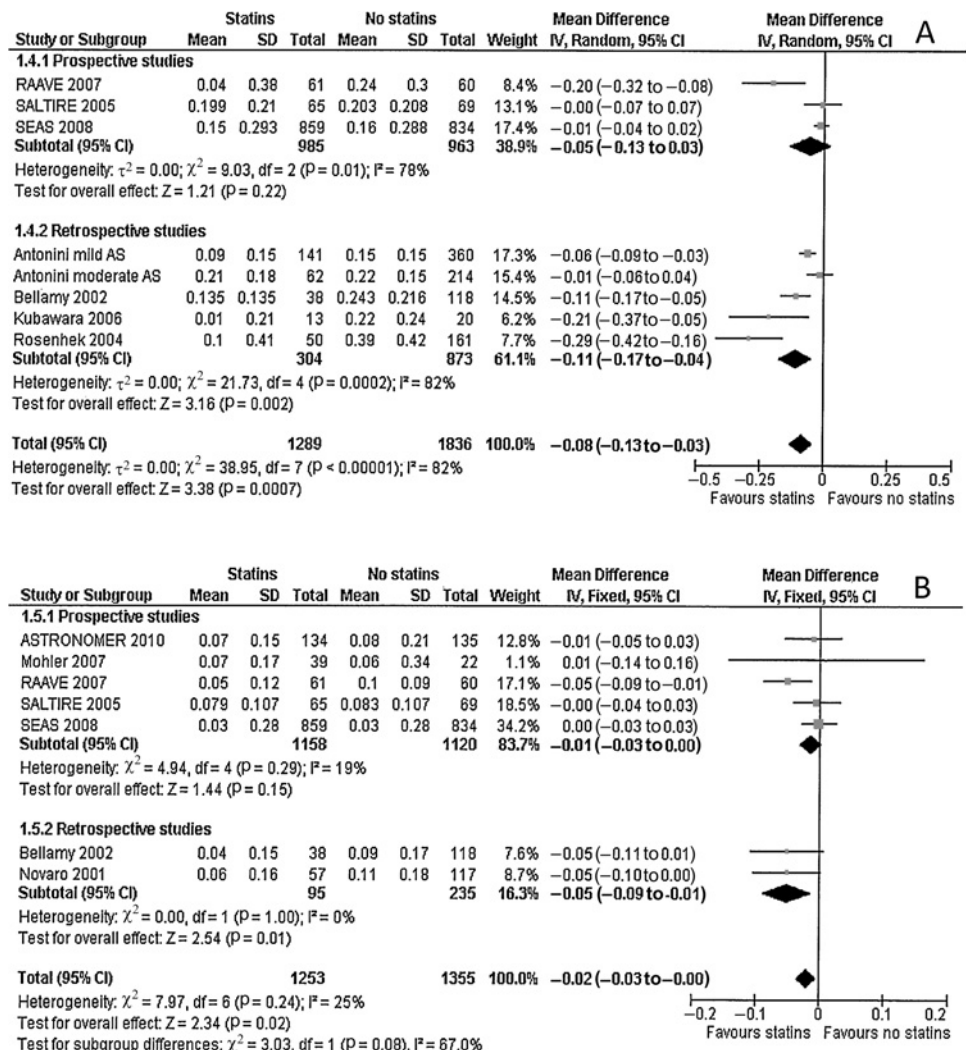 Statins No statins Mean Difference Mean Difference A
Study or Subgroup Mean SD Total Mean SD Total Weight IV, Random, 95% CI IV, Random, 95% CI
1.4.1 Prospective studies
RAAVE 2007 0.04 0.38 61 0.24 0.3 60 8.4% −0.20 (−0.32 to −0.08)
SALTIRE 2005 0.199 0.21 65 0.203 0.208 69 13.1% −0.00 (−0.07 to 0.07)
SEAS 2008 0.15 0.293 859 0.16 0.288 834 17.4% −0.01 (−0.04 to 0.02)
Subtotal (95% CI) 985 963 38.9% −0.05 (−0.13 to 0.03)
Heterogeneity: τ² = 0.00; χ² = 9.03, df = 2 (P = 0.01); I² = 78%
Test for overall effect: Z = 1.21 (P = 0.22)
1.4.2 Retrospective studies
Antonini mild AS 0.09 0.15 141 0.15 0.15 360 17.3% −0.06 (−0.09 to −0.03)
Antonini moderate AS 0.21 0.18 62 0.22 0.15 214 15.4% −0.01 (−0.06 to 0.04)
Bellamy 2002 0.135 0.135 38 0.243 0.216 118 14.5% −0.11 (−0.17 to −0.05)
Kubawara 2006 0.01 0.21 13 0.22 0.24 20 6.2% −0.21 (−0.37 to −0.05)
Rosenhek 2004 0.1 0.41 50 0.39 0.42 161 7.6% −0.29 (−0.42 to −0.16)
Subtotal (95% CI) 304 873 61.1% −0.11 (−0.17 to −0.04)
Heterogeneity: τ² = 0.00; χ² = 21.73, df = 4 (P = 0.0002); I² = 82%
Test for overall effect: Z = 3.16 (P = 0.002)
Total (95% CI) 1289 1836 100.0% −0.08 (−0.13 to −0.03)
Heterogeneity: τ² = 0.00; χ² = 38.95, df = 7 (P < 0.00001); I² = 82%
Test for overall effect: Z = 3.38 (P = 0.0007)
−0.5 −0.25 0 0.25 0.5
Favours statins Favours no statins
Statins No statins Mean Difference Mean Difference B
Study or Subgroup Mean SD Total Mean SD Total Weight IV, Fixed, 95% CI IV, Fixed, 95% CI
1.5.1 Prospective studies
ASTRONOMER 2010 0.07 0.15 134 0.08 0.21 135 12.8% −0.01 (−0.05 to 0.03)
Mohler 2007 0.07 0.17 39 0.06 0.34 22 1.1% 0.01 (−0.14 to 0.16)
RAAVE 2007 0.05 0.12 61 0.1 0.09 60 17.1% −0.05 (−0.09 to −0.01)
SALTIRE 2005 0.079 0.107 65 0.083 0.107 69 18.5% −0.00 (−0.04 to 0.03)
SEAS 2008 0.03 0.28 859 0.03 0.28 834 34.2% 0.00 (−0.03 to 0.03)
Subtotal (95% CI) 1158 1120 83.7% −0.01 (−0.03 to 0.00)
Heterogeneity: χ² = 4.94, df = 4 (P = 0.29); I² = 19%
Test for overall effect: Z = 1.44 (P = 0.15)
1.5.2 Retrospective studies
Bellamy 2002 0.04 0.15 38 0.09 0.17 118 7.6% −0.05 (−0.11 to 0.01)
Novaro 2001 0.06 0.16 57 0.11 0.18 117 8.7% −0.05 (−0.10 to 0.00)
Subtotal (95% CI) 95 235 16.3% −0.05 (−0.09 to -0.01)
Heterogeneity: χ² = 0.00, df = 1 (P = 1.00); I² = 0%
Test for overall effect: Z = 2.54 (P = 0.01)
Total (95% CI) 1253 1355 100.0% −0.02 (−0.03 to −0.00)
Heterogeneity: χ² = 7.97, df = 6 (P = 0.24); I² = 25%
Test for overall effect: Z = 2.34 (P = 0.02)
Test for subgroup differences: χ² = 3.03, df = 1 (P = 0.08), I² = 67.0%
−0.2 −0.1 0 0.1 0.2
Favours statins Favours no statins